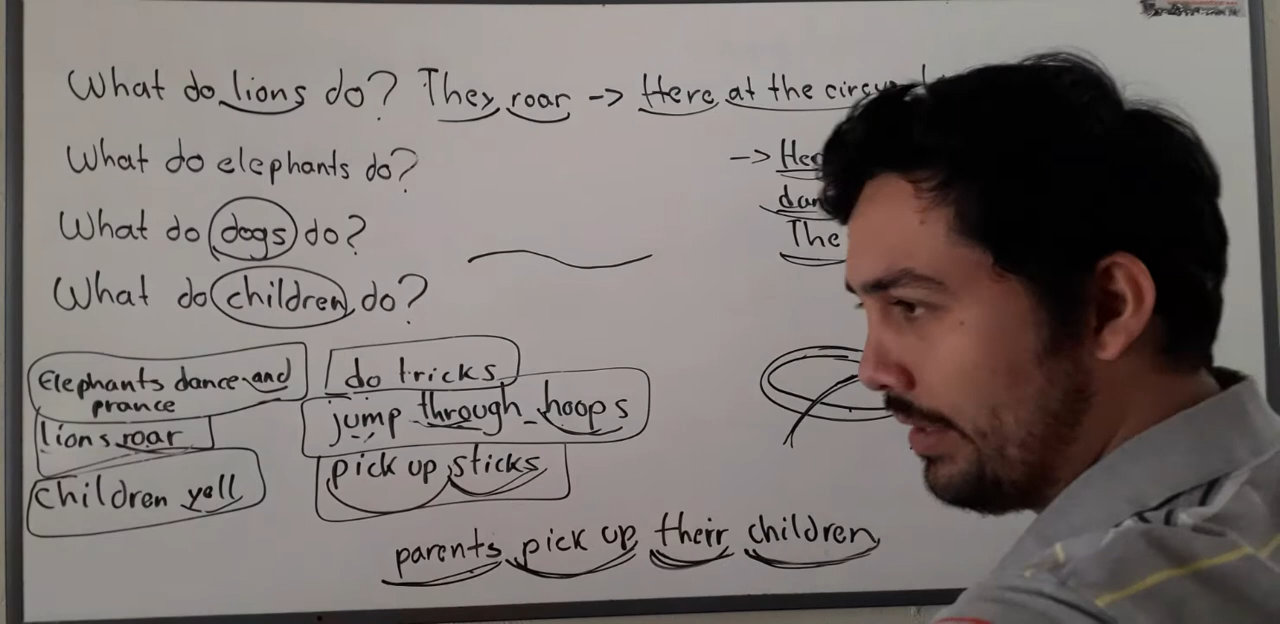 What do lions do? They roar -> Here at the
What do elephants do?
->
What do dogs do?
The
What do children do?
Elephants dance and
prance
do tricks
jump through hoops
lions roar
pick up sticks
children yell
parents pick up their children